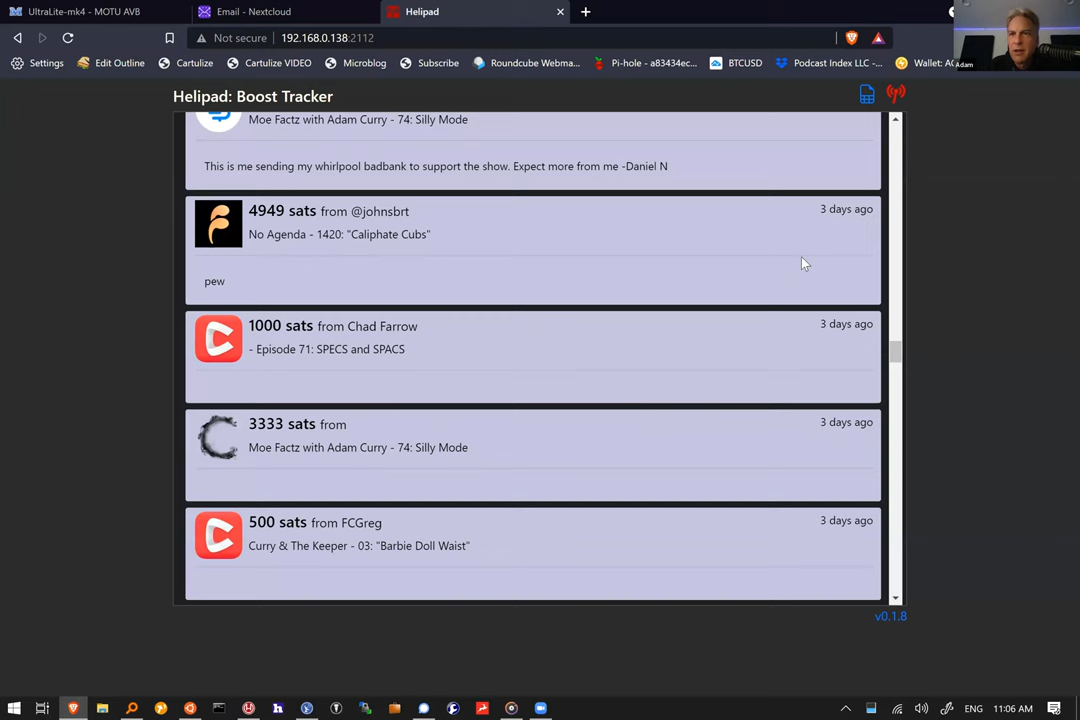 UltraLite-mk4 - MOTU AVB
Email - Nextcloud
Helipad
Not secure
192.168.0.138:2112
Settings
Edit Outline
Cartulize
Cartulize VIDEO
Microblog
Subscribe
Roundcube Webma...
Pi-hole - a83434ec...
BTCUSD
Podcast Index LLC -...
Wallet: AC
Adam
Helipad: Boost Tracker
Moe Factz with Adam Curry - 74: Silly Mode
This is me sending my whirlpool badbank to support the show. Expect more from me -Daniel N
4949 sats from @johnsbrt
3 days ago
No Agenda - 1420: "Caliphate Cubs"
pew
1000 sats from Chad Farrow
3 days ago
- Episode 71: SPECS and SPACS
3333 sats from
3 days ago
Moe Factz with Adam Curry - 74: Silly Mode
500 sats from FCGreg
3 days ago
Curry & The Keeper - 03: "Barbie Doll Waist"
v0.1.8
ENG
11:06 AM